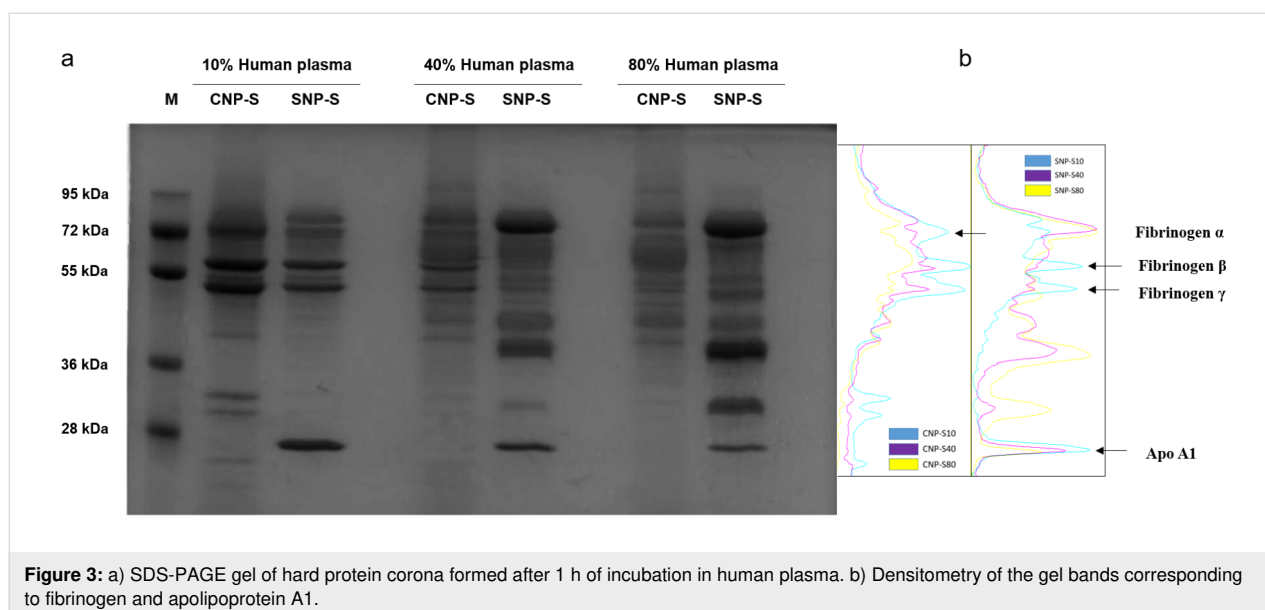 a
b
10% Human plasma
40% Human plasma
80% Human plasma
M
CNP-S
SNP-S
CNP-S
SNP-S
CNP-S
SNP-S
95 kDa
72 kDa
55 kDa
36 kDa
28 kDa
SNP-S10
SNP-S40
SNP-S80
Fibrinogen α
Fibrinogen β
Fibrinogen γ
CNP-S10
CNP-S40
CNP-S80
Apo A1
Figure 3: a) SDS-PAGE gel of hard protein corona formed after 1 h of incubation in human plasma. b) Densitometry of the gel bands corresponding
to fibrinogen and apolipoprotein A1.